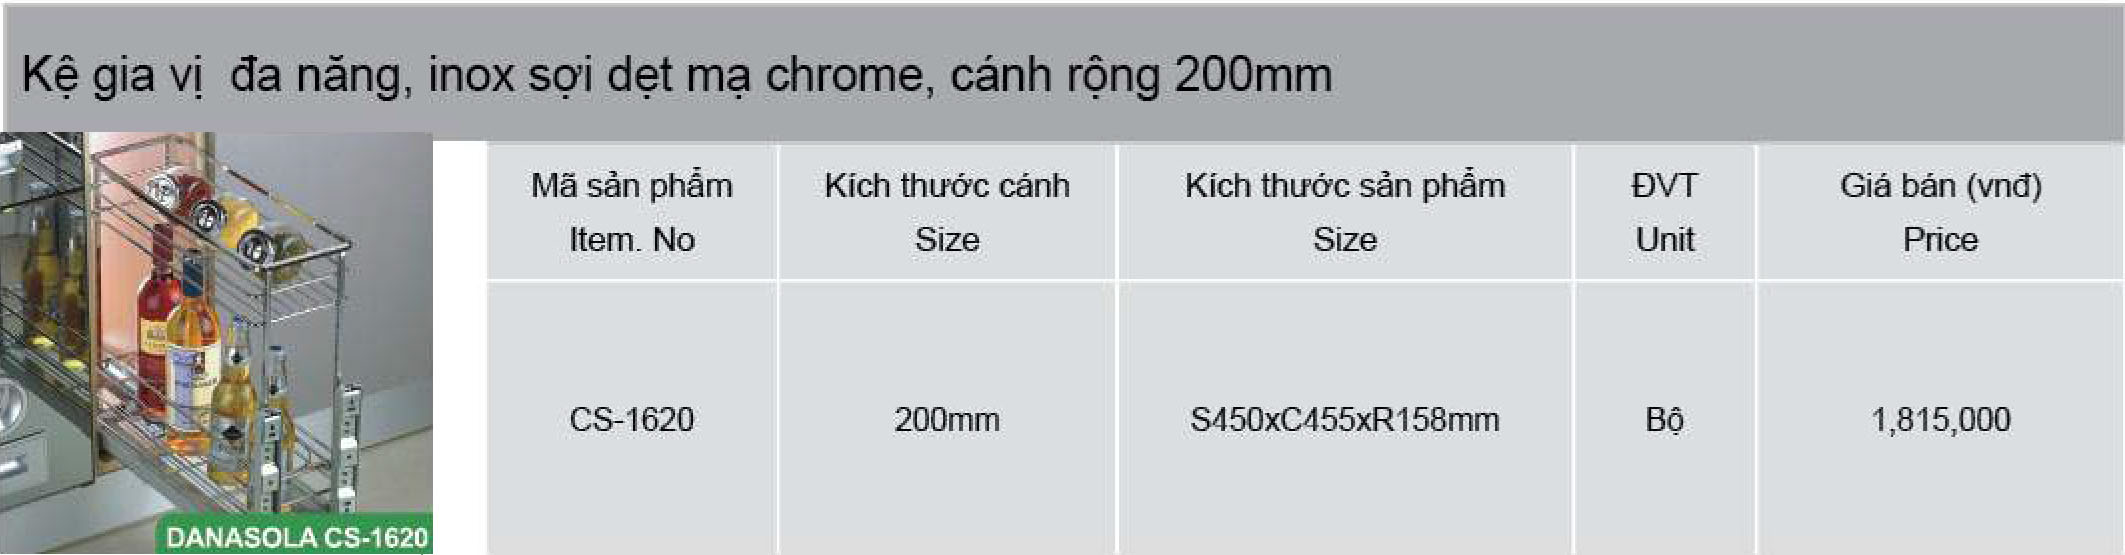 Kệ gia vị đa năng, inox sợi dẹt mạ chrome, cánh rộng 200mm
Mã sản phẩm Kích thước cánh Kích thước sản phẩm ĐVT Giá bán (vnđ)
Item. No Size Size Unit Price
CS-1620 200mm S450xC455xR158mm Bộ 1,815,000
DANASOLA CS-1620